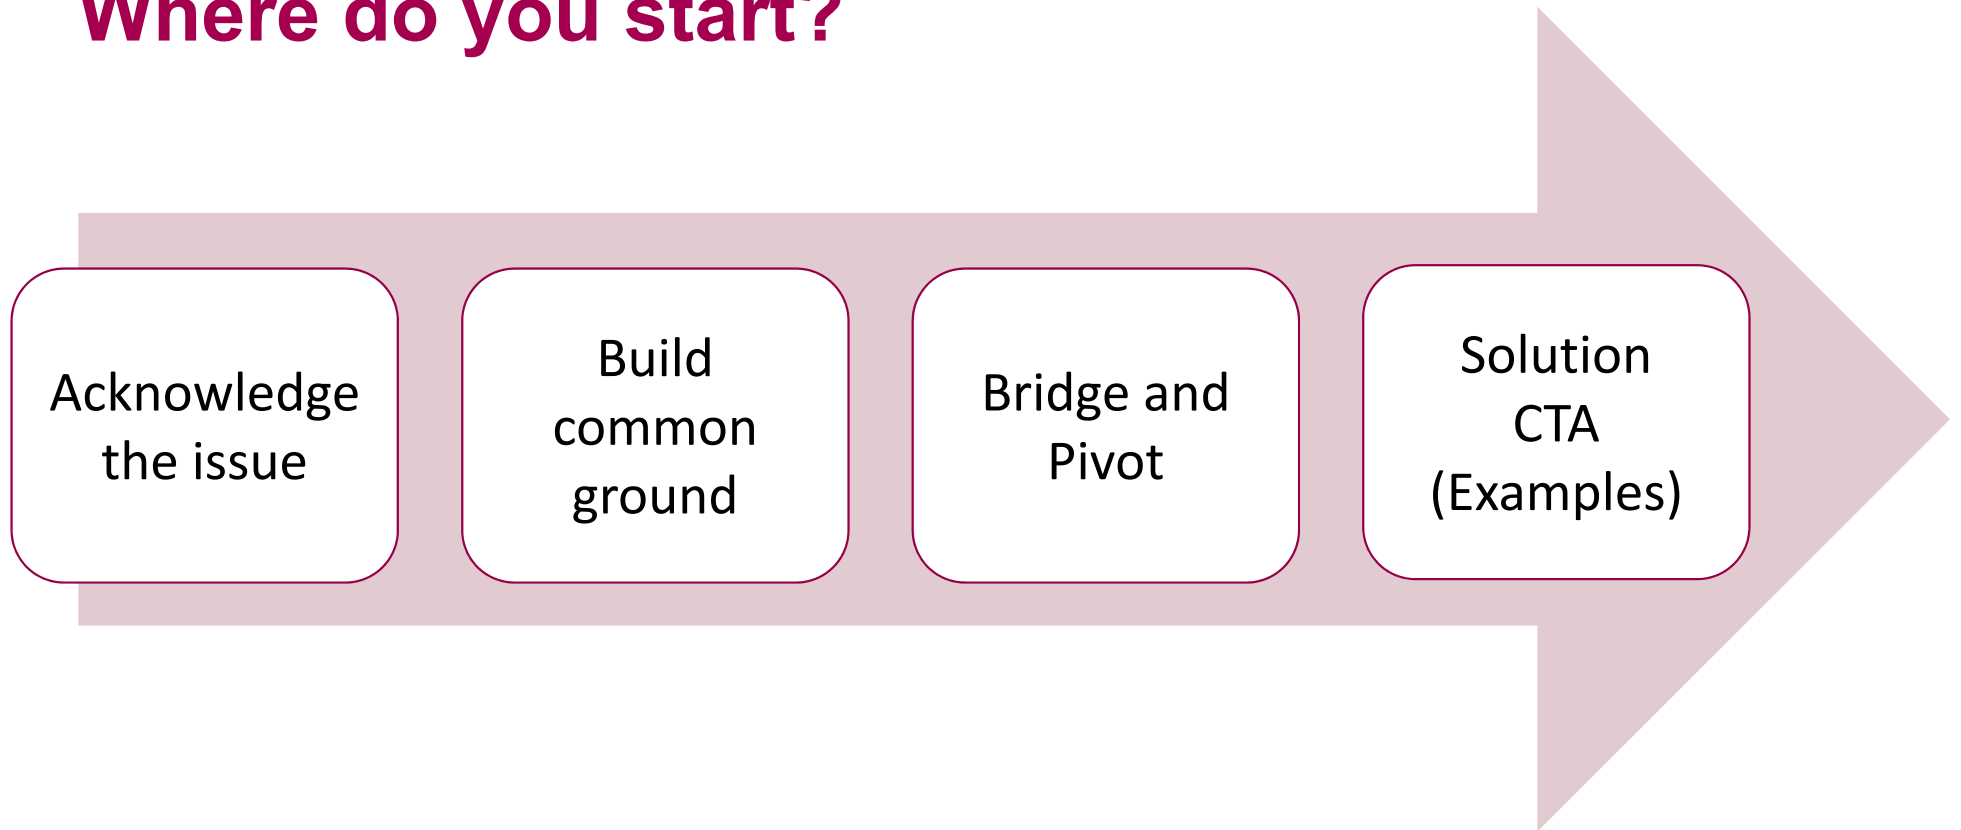 Where do you start?
Acknowledge
the issue
Build
common
ground
Bridge and
Pivot
Solution
CTA
(Examples)